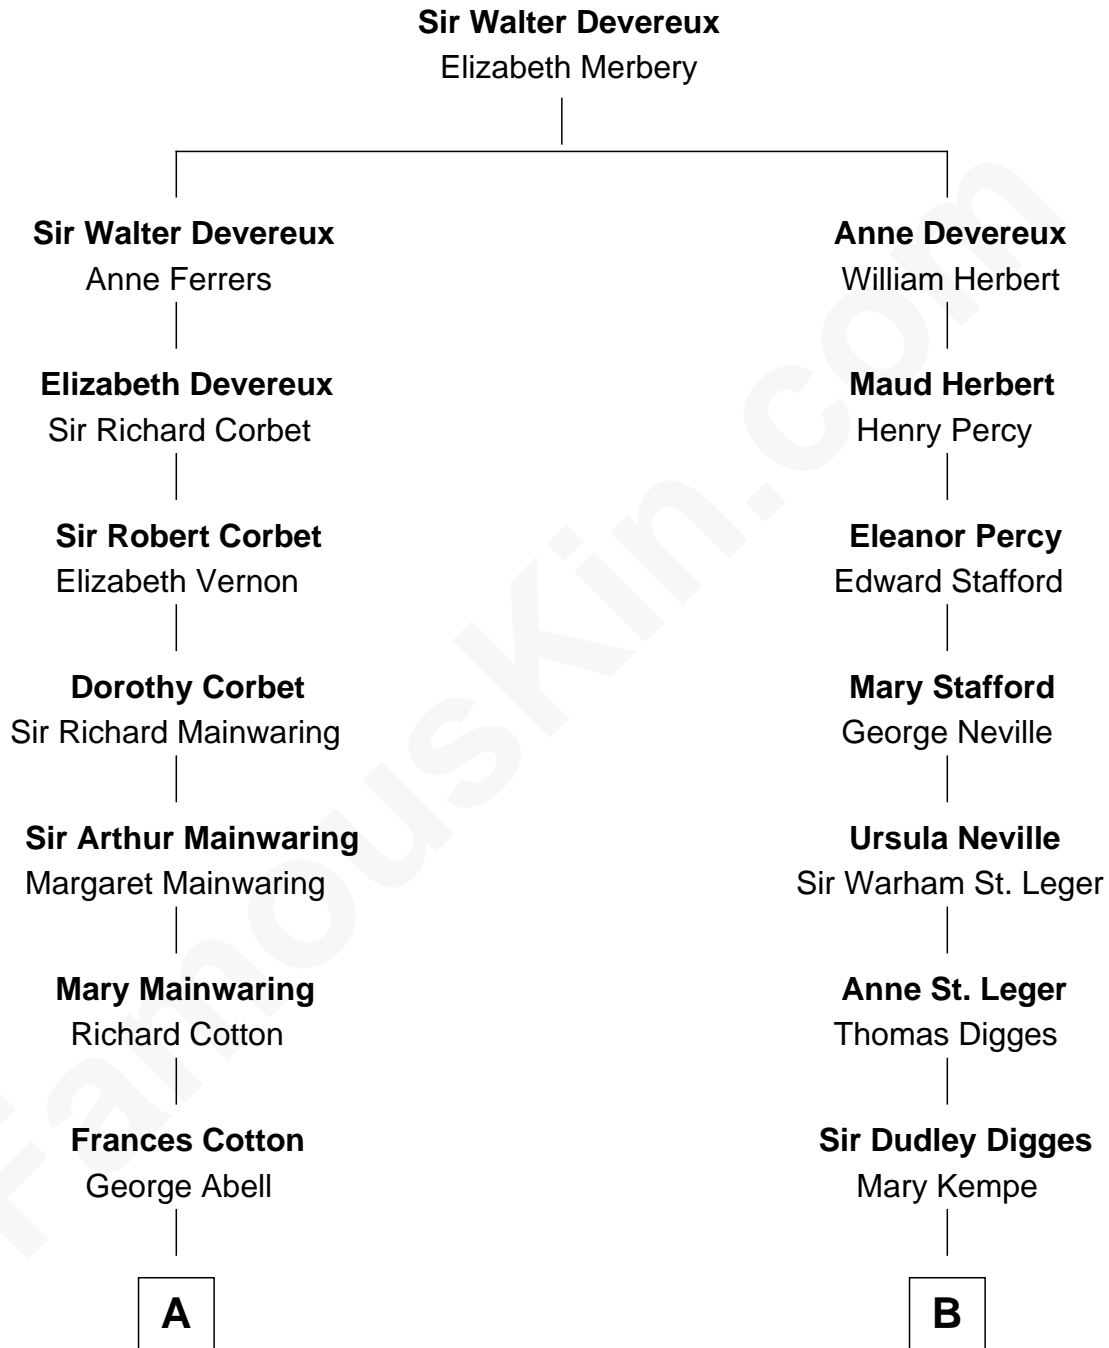 Sir Walter Devereux
Elizabeth Merbery
Sir Walter Devereux
Anne Ferrers
Elizabeth Devereux
Sir Richard Corbet
Sir Robert Corbet
Elizabeth Vernon
Dorothy Corbet
Sir Richard Mainwaring
Sir Arthur Mainwaring
Margaret Mainwaring
Mary Mainwaring
Richard Cotton
Frances Cotton
George Abell
A
Anne Devereux
William Herbert
Maud Herbert
Henry Percy
Eleanor Percy
Edward Stafford
Mary Stafford
George Neville
Ursula Neville
Sir Warham St. Leger
Anne St. Leger
Thomas Digges
Sir Dudley Digges
Mary Kempe
B
FamousKin.com